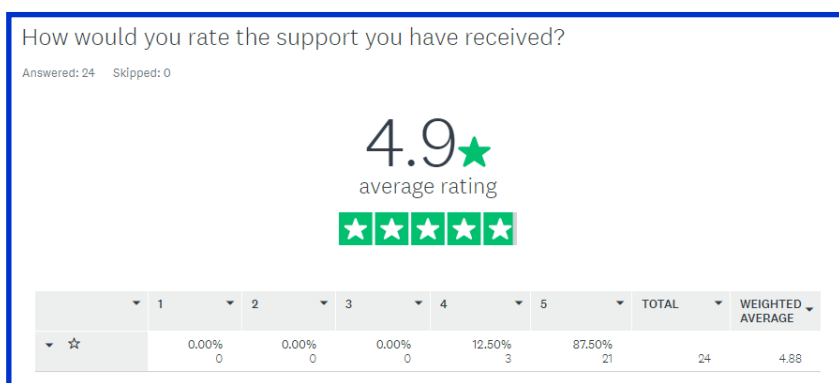 How would you rate the support you have received?
Answered: 24 Skipped: 0
4.9
average rating
1 2 3 4 5 TOTAL WEIGHTED AVERAGE
0.00% 0.00% 0.00% 12.50% 87.50%
0 0 0 3 21 24 4.88